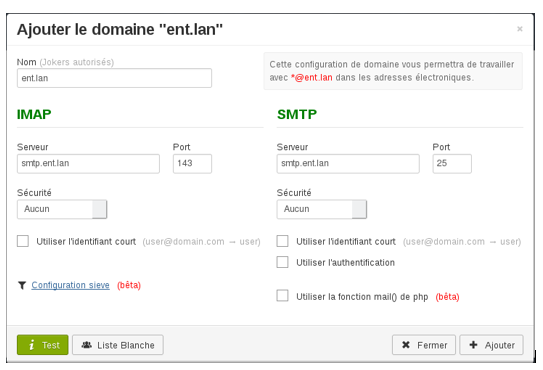 Ajouter le domaine "ent.lan"
×
Nom (Jokers autorisés)
ent.lan
Cette configuration de domaine vous permettra de travailler
avec *@ent.lan dans les adresses électroniques.
IMAP
Serveur
Port
smtp.ent.lan
143
Sécurité
Aucun
Utiliser l'identifiant court (user@domain.com → user)
Configuration sieve (bêta)
SMTP
Serveur
Port
smtp.ent.lan
25
Sécurité
Aucun
Utiliser l'identifiant court (user@domain.com → user)
Utiliser l'authentification
Utiliser la fonction mail() de php (bêta)
i Test
Liste Blanche
Fermer
Ajouter